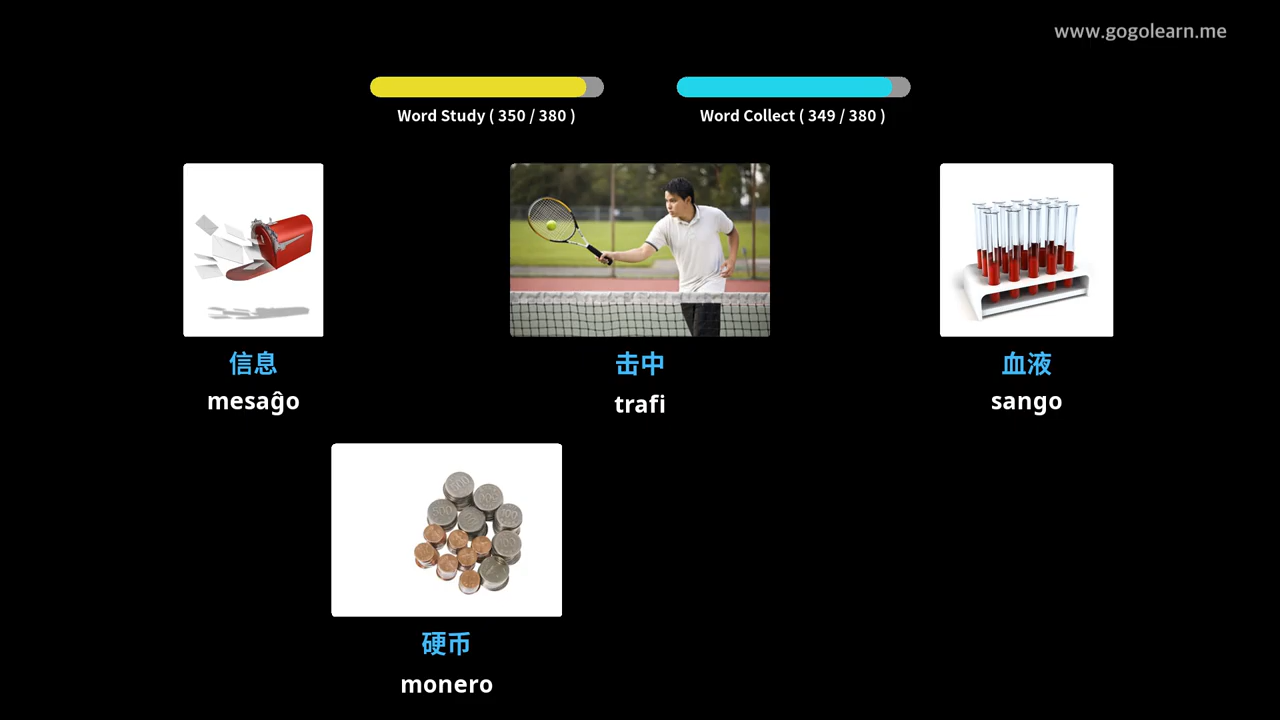 www.gogolearn.me
Word Study ( 350 / 380 )
Word Collect ( 349 / 380 )
信息
mesaĝo
击中
trafi
血液
sango
硬币
monero